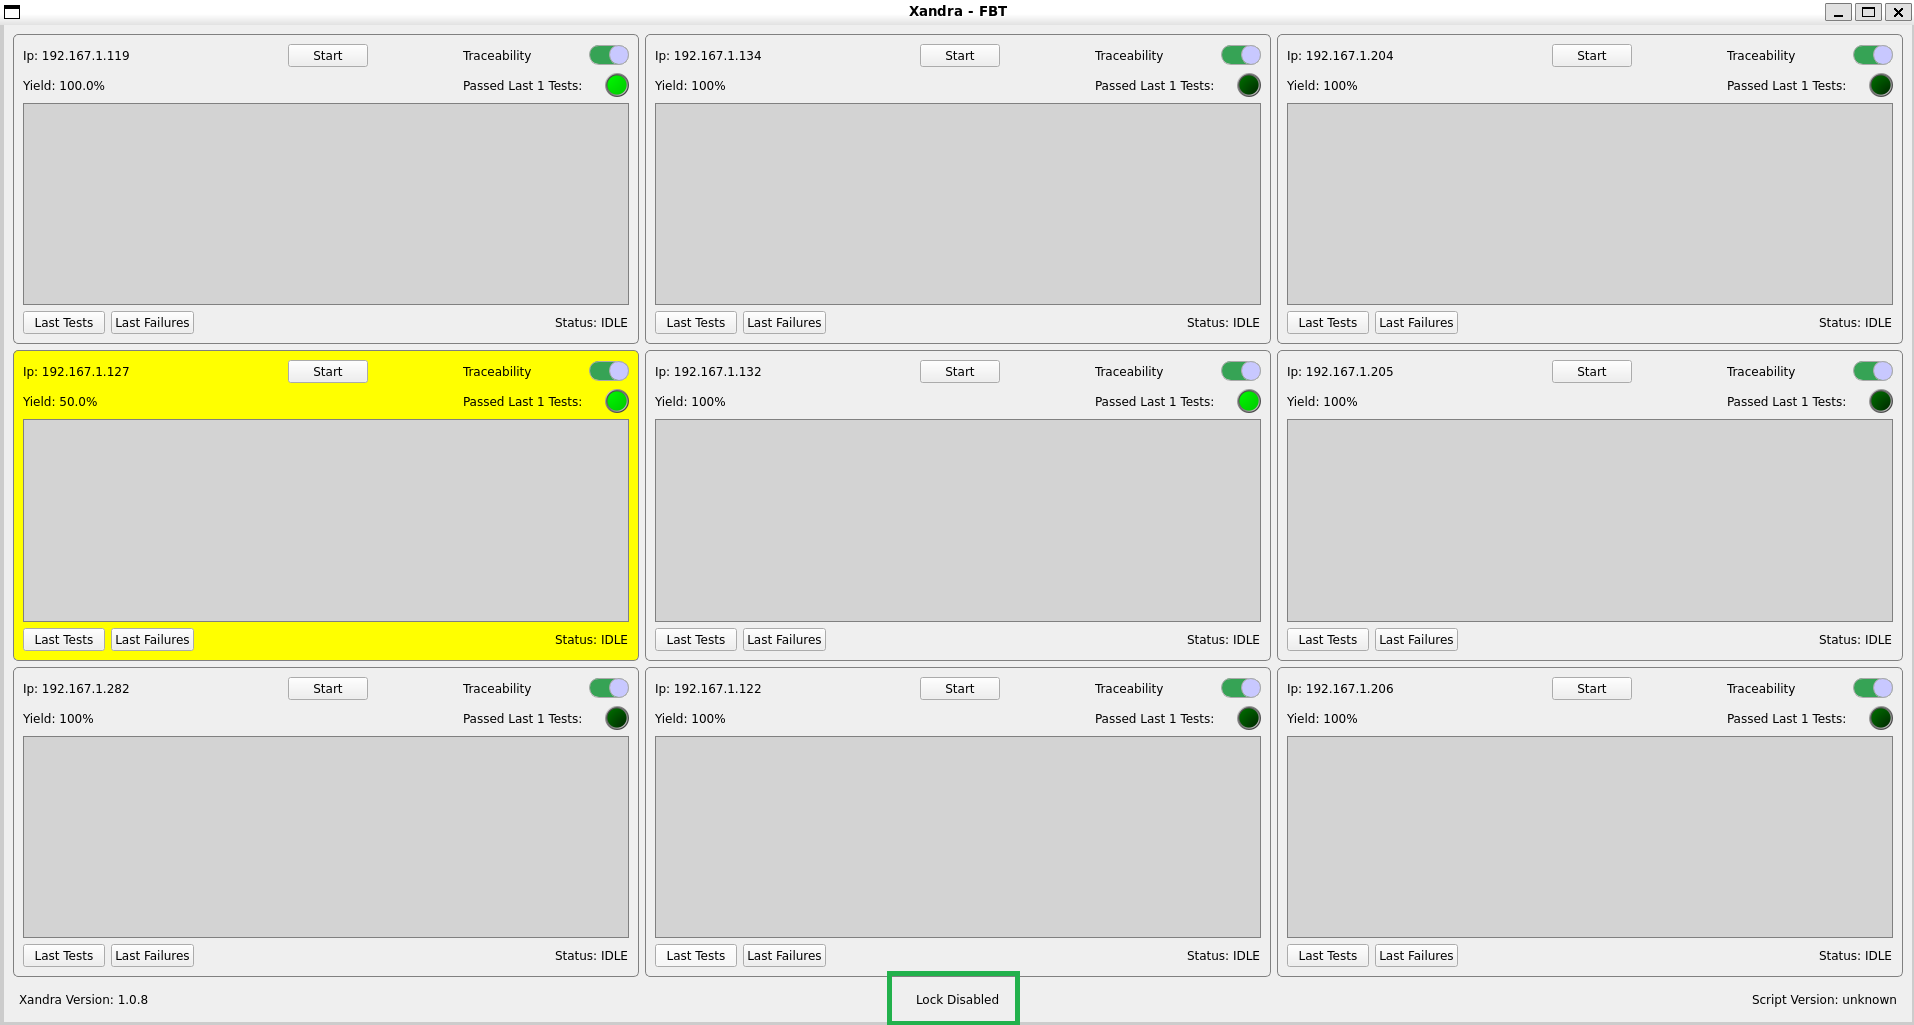 Xandra - FBT
Ip: 192.167.1.119 Start Traceability
Yield: 100.0% Passed Last 1 Tests:
Last Tests Last Failures Status: IDLE
Ip: 192.167.1.134 Start Traceability
Yield: 100% Passed Last 1 Tests:
Last Tests Last Failures Status: IDLE
Ip: 192.167.1.204 Start Traceability
Yield: 100% Passed Last 1 Tests:
Last Tests Last Failures Status: IDLE
Ip: 192.167.1.127 Start Traceability
Yield: 50.0% Passed Last 1 Tests:
Last Tests Last Failures Status: IDLE
Ip: 192.167.1.132 Start Traceability
Yield: 100% Passed Last 1 Tests:
Last Tests Last Failures Status: IDLE
Ip: 192.167.1.205 Start Traceability
Yield: 100% Passed Last 1 Tests:
Last Tests Last Failures Status: IDLE
Ip: 192.167.1.282 Start Traceability
Yield: 100% Passed Last 1 Tests:
Last Tests Last Failures Status: IDLE
Ip: 192.167.1.122 Start Traceability
Yield: 100% Passed Last 1 Tests:
Last Tests Last Failures Status: IDLE
Ip: 192.167.1.206 Start Traceability
Yield: 100% Passed Last 1 Tests:
Last Tests Last Failures Status: IDLE
Xandra Version: 1.0.8 Lock Disabled Script Version: unknown